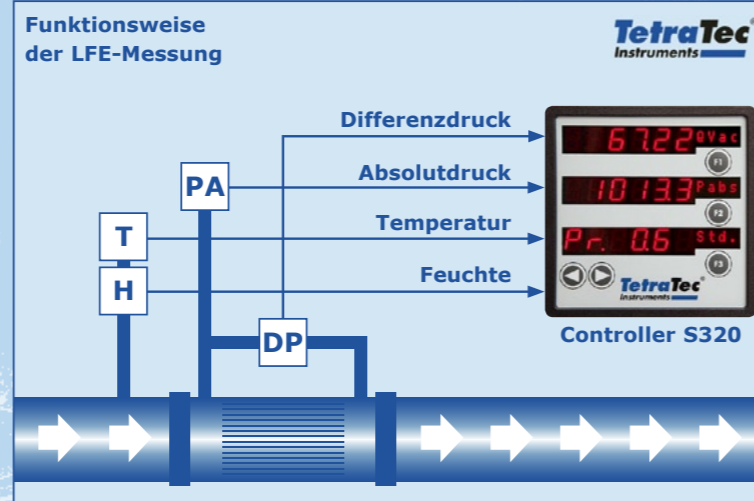 Funktionsweise
der LFE-Messung
TetraTec
Instruments
Differenzdruck
Absolutdruck
Temperatur
Feuchte
PA
T
H
DP
67.22 QVac
F1
1013.3 Pabs
F2
Pr. 0.6 Std.
F3
TetraTec
Instruments
Controller S320